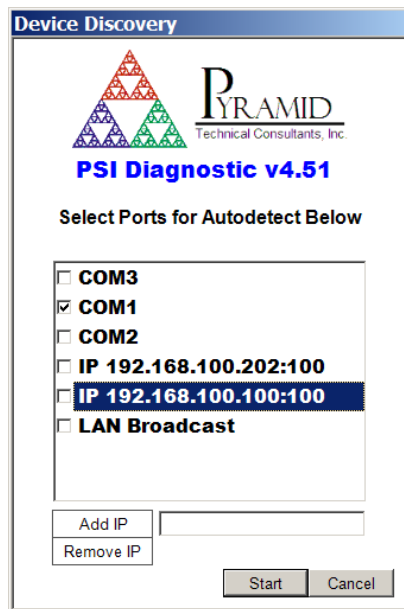 Device Discovery
PYRAMID
Technical Consultants, Inc.
PSI Diagnostic v4.51
Select Ports for Autodetect Below
COM3
COM1
COM2
IP 192.168.100.202:100
IP 192.168.100.100:100
LAN Broadcast
Add IP
Remove IP
Start Cancel